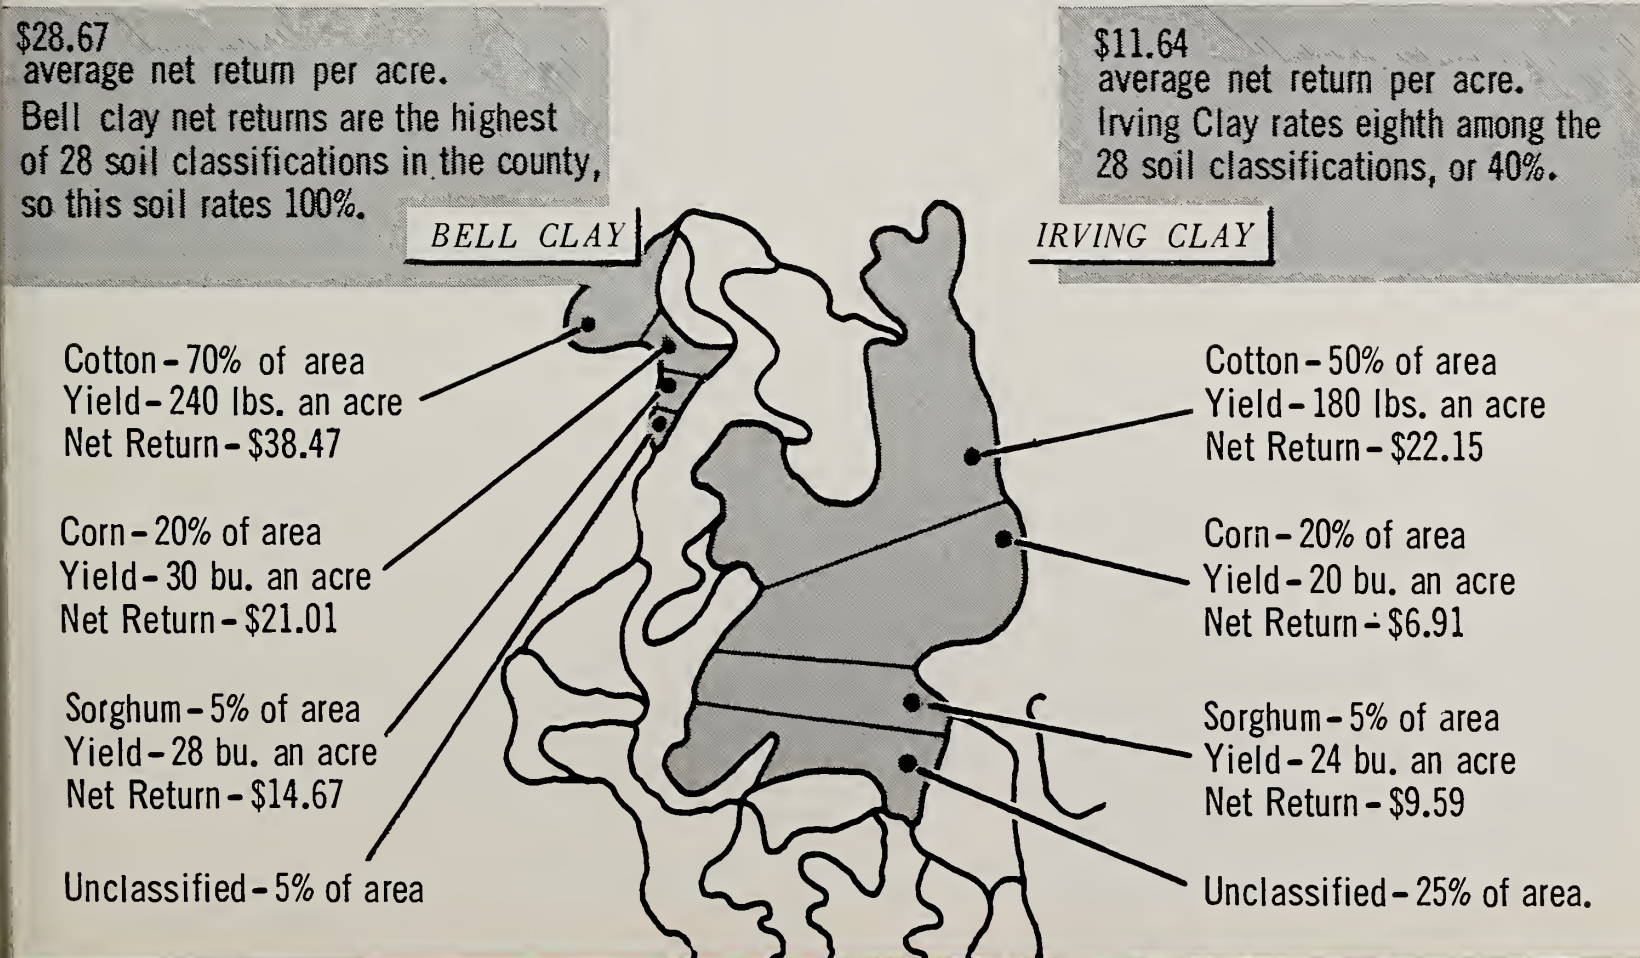 $28.67
average net return per acre.
Bell clay net returns are the highest
of 28 soil classifications in the county,
so this soil rates 100%.
BELL CLAY
Cotton - 70% of area
Yield - 240 lbs. an acre
Net Return - $38.47
Corn - 20% of area
Yield - 30 bu. an acre
Net Return - $21.01
Sorghum - 5% of area
Yield - 28 bu. an acre
Net Return - $14.67
Unclassified - 5% of area
$11.64
average net return per acre.
Irving Clay rates eighth among the
28 soil classifications, or 40%.
IRVING CLAY
Cotton - 50% of area
Yield - 180 lbs. an acre
Net Return - $22.15
Corn - 20% of area
Yield - 20 bu. an acre
Net Return - $6.91
Sorghum - 5% of area
Yield - 24 bu. an acre
Net Return - $9.59
Unclassified - 25% of area.